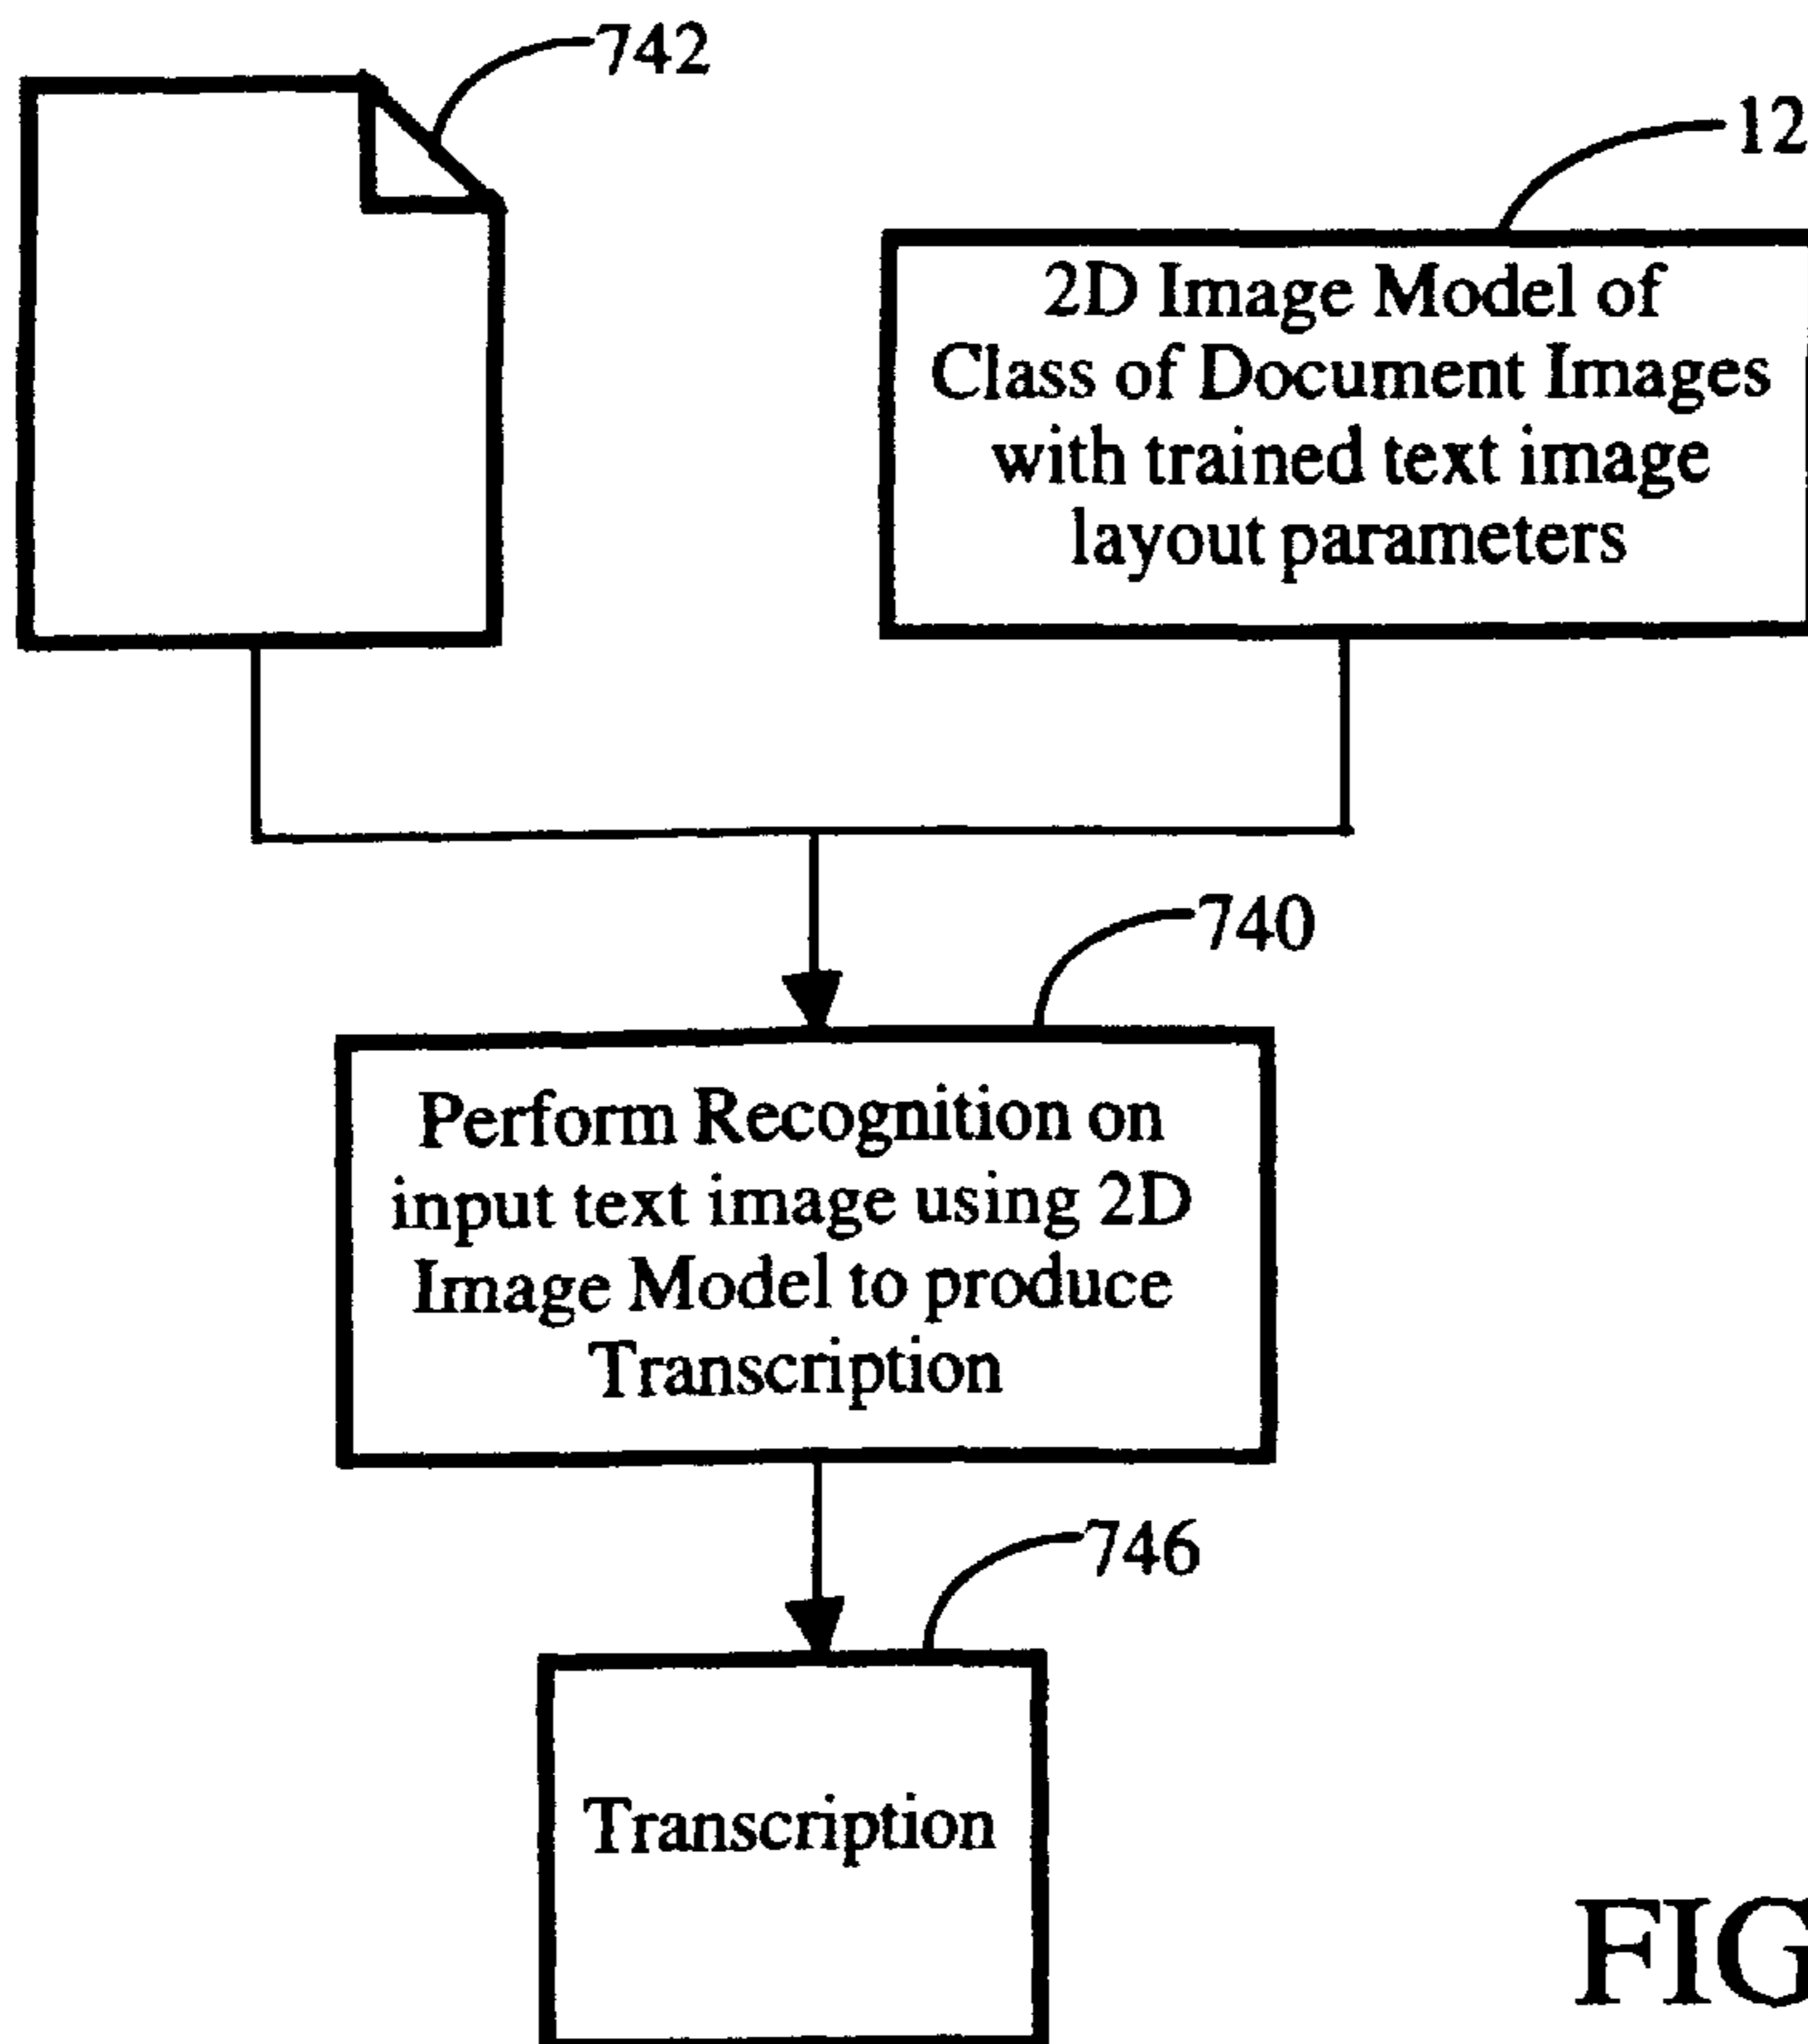 742
12
2D Image Model of
Class of Document Images
with trained text image
layout parameters
740
Perform Recognition on
input text image using 2D
Image Model to produce
Transcription
746
Transcription
FIG